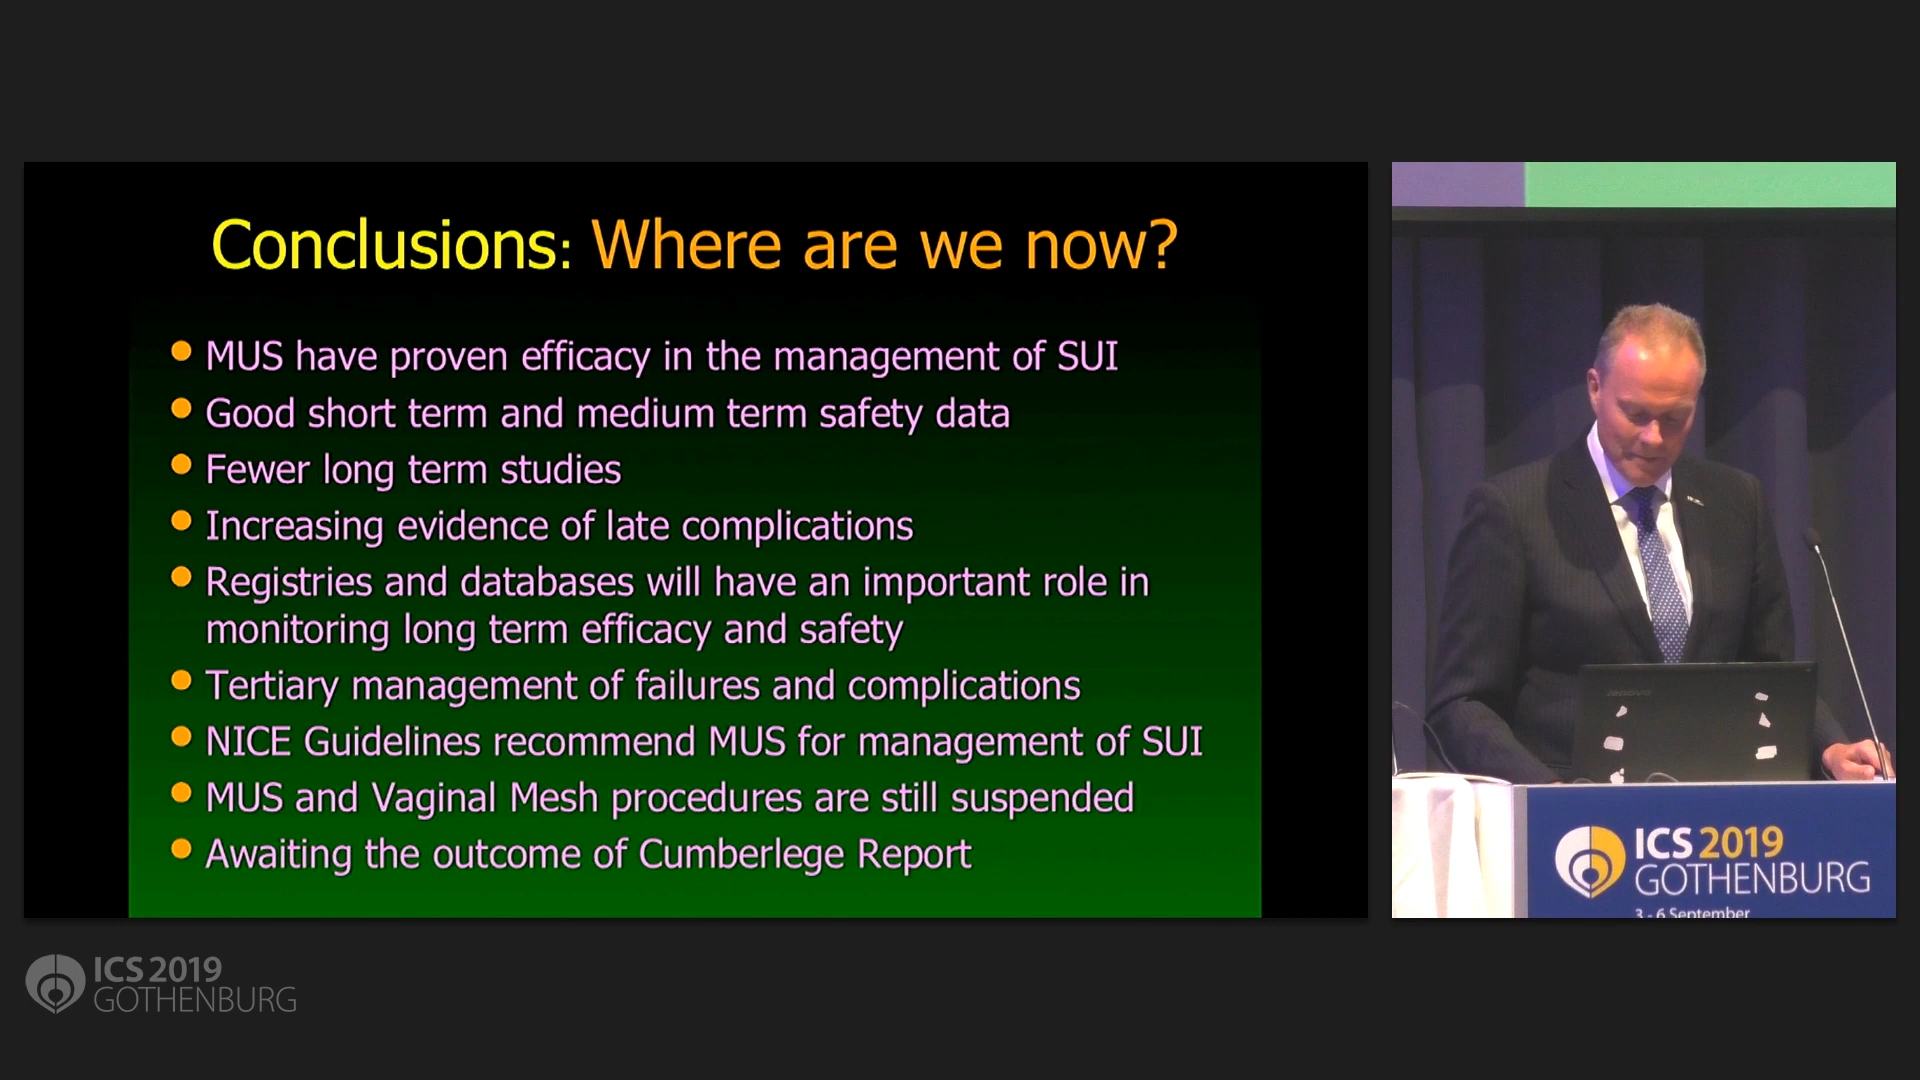 Conclusions: Where are we now?
MUS have proven efficacy in the management of SUI
Good short term and medium term safety data
Fewer long term studies
Increasing evidence of late complications
Registries and databases will have an important role in
monitoring long term efficacy and safety
Tertiary management of failures and complications
NICE Guidelines recommend MUS for management of SUI
MUS and Vaginal Mesh procedures are still suspended
Awaiting the outcome of Cumberlege Report
lenovo
ICS 2019
GOTHENBURG
3 - 6 September
ICS 2019
GOTHENBURG